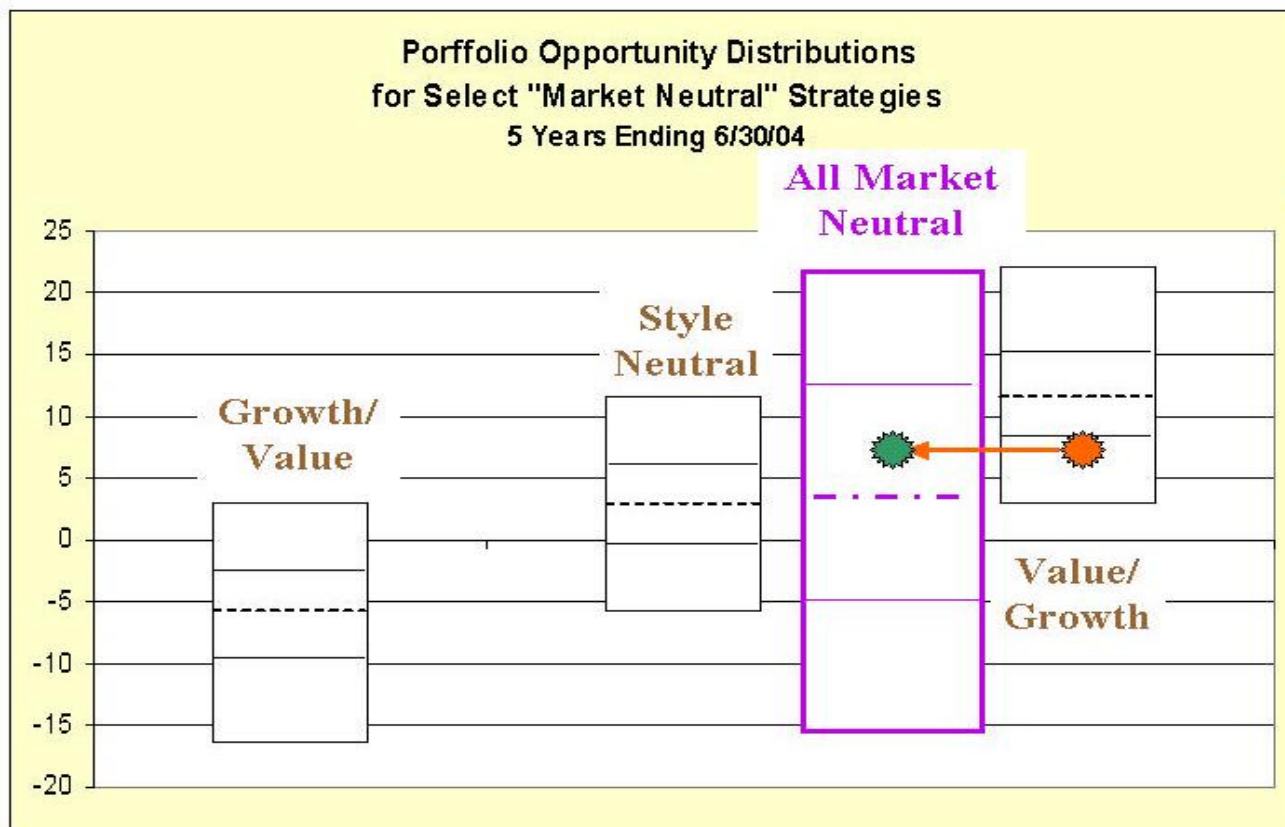 Porffolio Opportunity Distributions
for Select "Market Neutral" Strategies
5 Years Ending 6/30/04
All Market
Neutral
Style
Neutral
Growth/
Value
Value/
Growth
25
20
15
10
5
0
-5
-10
-15
-20